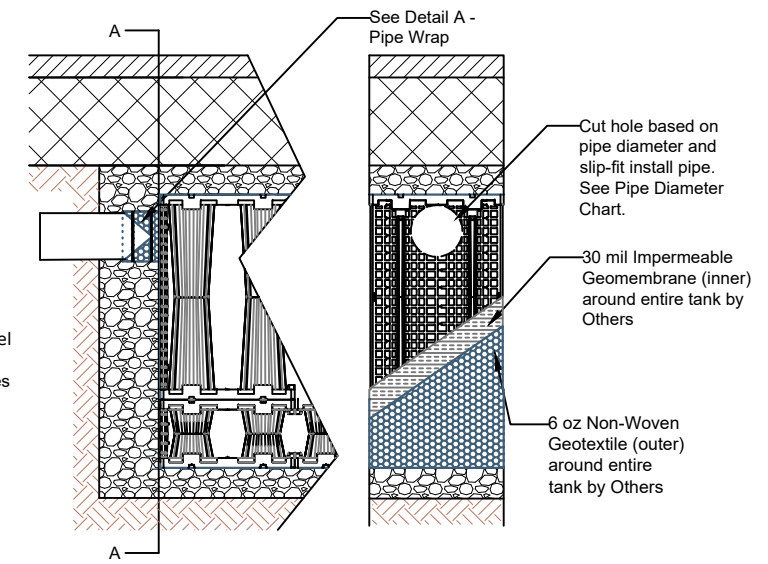 A
See Detail A -
Pipe Wrap
Cut hole based on
pipe diameter and
slip-fit install pipe.
See Pipe Diameter
Chart.
30 mil Impermeable
Geomembrane (inner)
around entire tank by
Others
el
es
6 oz Non-Woven
Geotextile (outer)
around entire
tank by Others
A